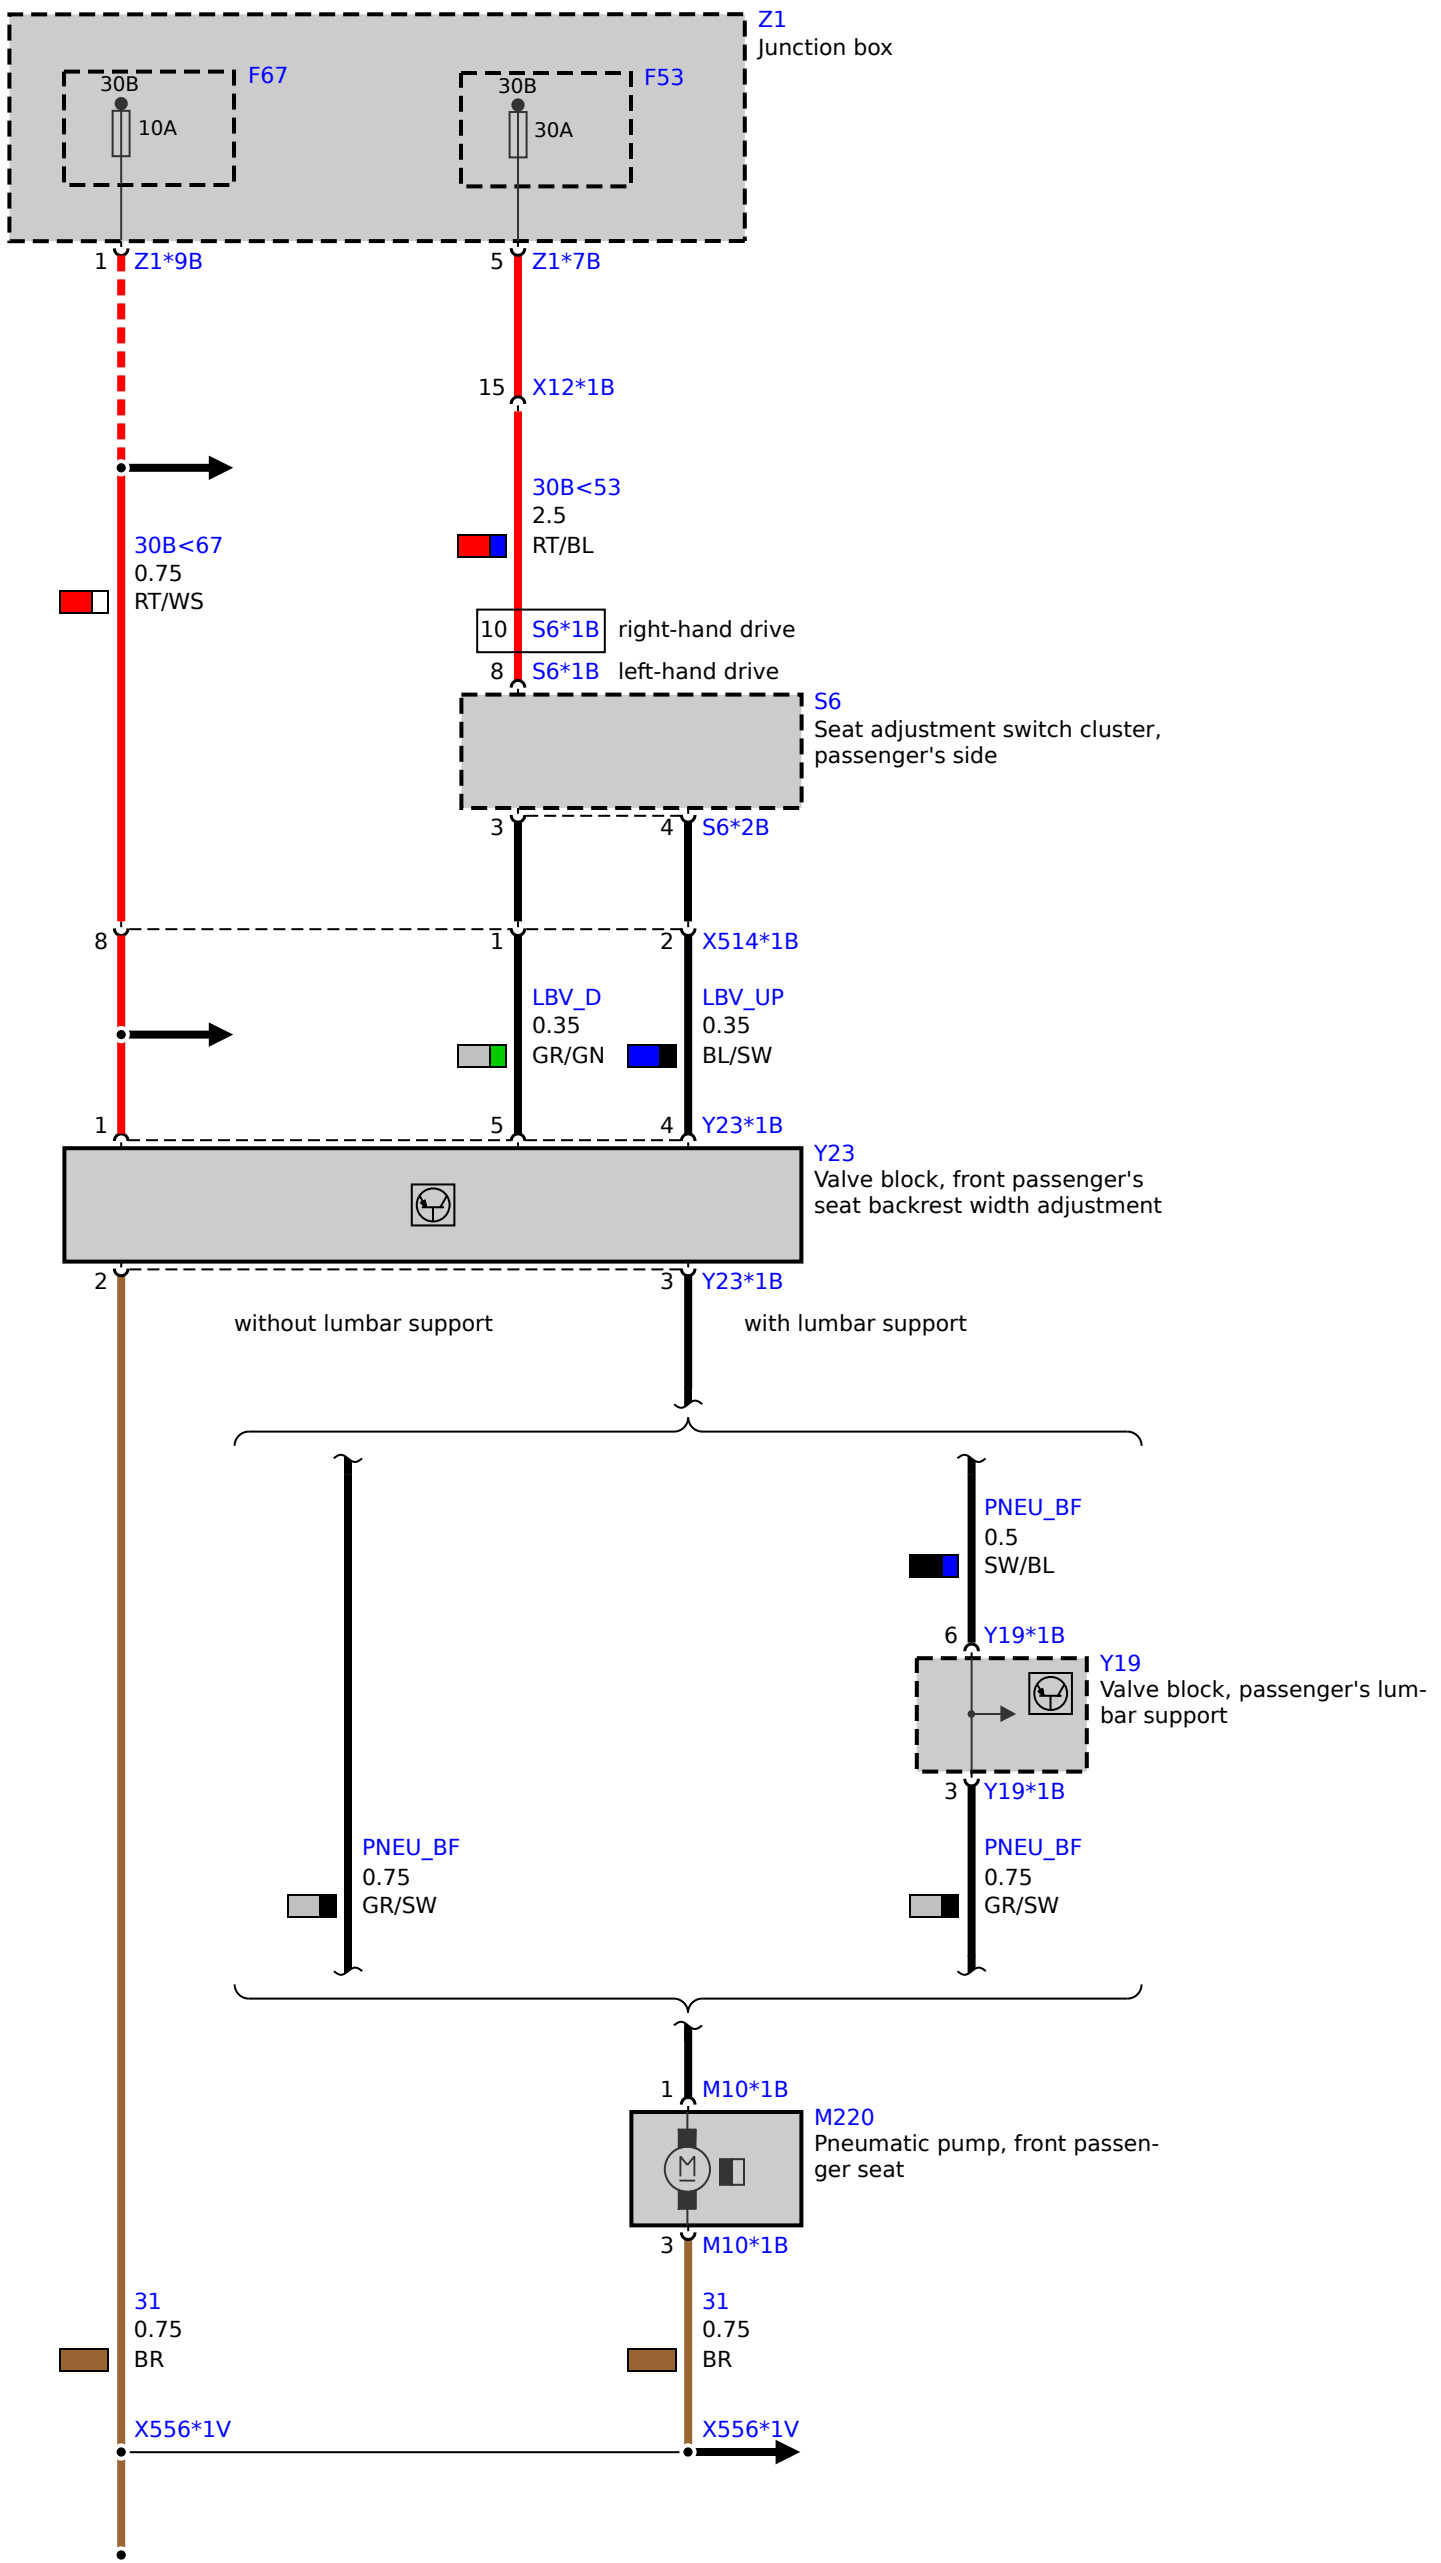 Z1
Junction box
F67
30B
10A
F53
30B
30A
1 Z1*9B
5 Z1*7B
15 X12*1B
30B<53
2.5
RT/BL
30B<67
0.75
RT/WS
10 S6*1B right-hand drive
8 S6*1B left-hand drive
S6
Seat adjustment switch cluster,
passenger's side
3
4 S6*2B
8
1
2 X514*1B
LBV_D
0.35
GR/GN
LBV_UP
0.35
BL/SW
1
5
4 Y23*1B
Y23
Valve block, front passenger's
seat backrest width adjustment
2
3 Y23*1B
without lumbar support
with lumbar support
PNEU_BF
0.5
SW/BL
6 Y19*1B
Y19
Valve block, passenger's lum-
bar support
3 Y19*1B
PNEU_BF
0.75
GR/SW
PNEU_BF
0.75
GR/SW
1 M10*1B
M220
Pneumatic pump, front passen-
ger seat
M
3 M10*1B
31
0.75
BR
31
0.75
BR
X556*1V
X556*1V